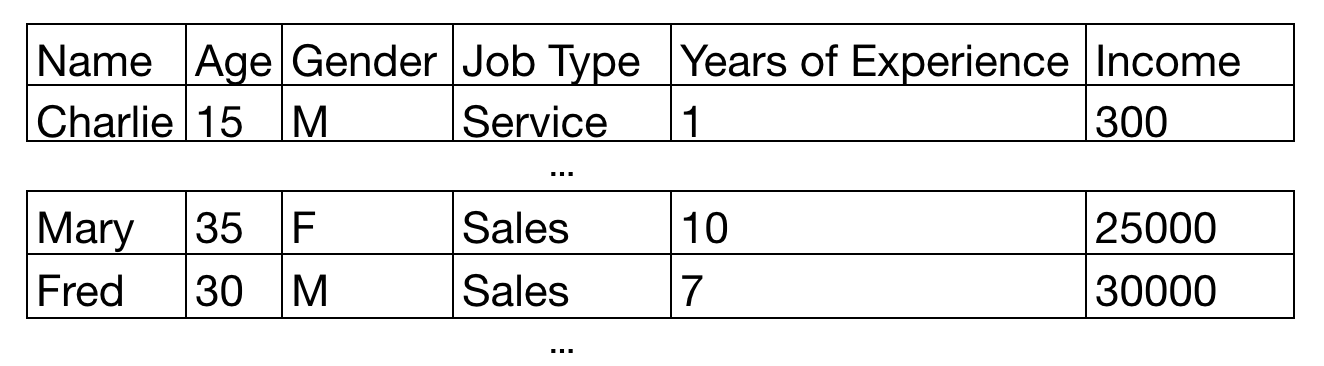 Name Age Gender Job Type Years of Experience Income
Charlie 15 M Service 1 300
...
Mary 35 F Sales 10 25000
Fred 30 M Sales 7 30000
...